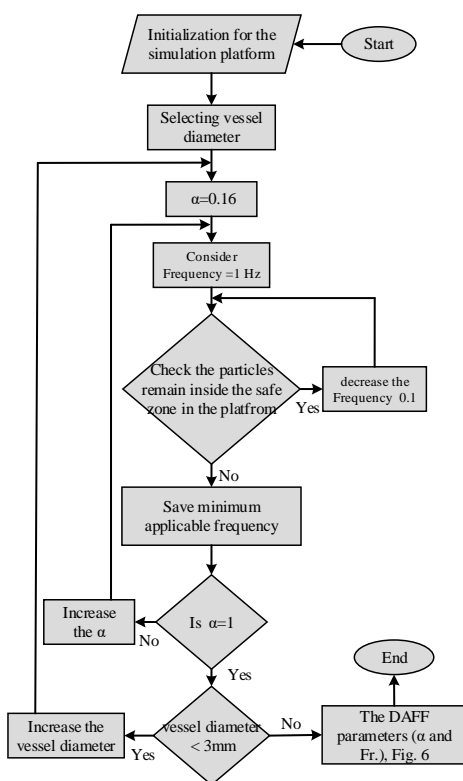 Start
Initialization for the
simulation platform
Selecting vessel
diameter
α=0.16
Consider
Frequency =1 Hz
Check the particles
remain inside the safe
zone in the platfrom
Yes
decrease the
Frequency 0.1
No
Save minimum
applicable frequency
Is α=1
No
Increase
the α
Yes
vessel diameter
< 3mm
Yes
Increase the
vessel diameter
No
The DAFF
parameters (α and
Fr.), Fig. 6
End